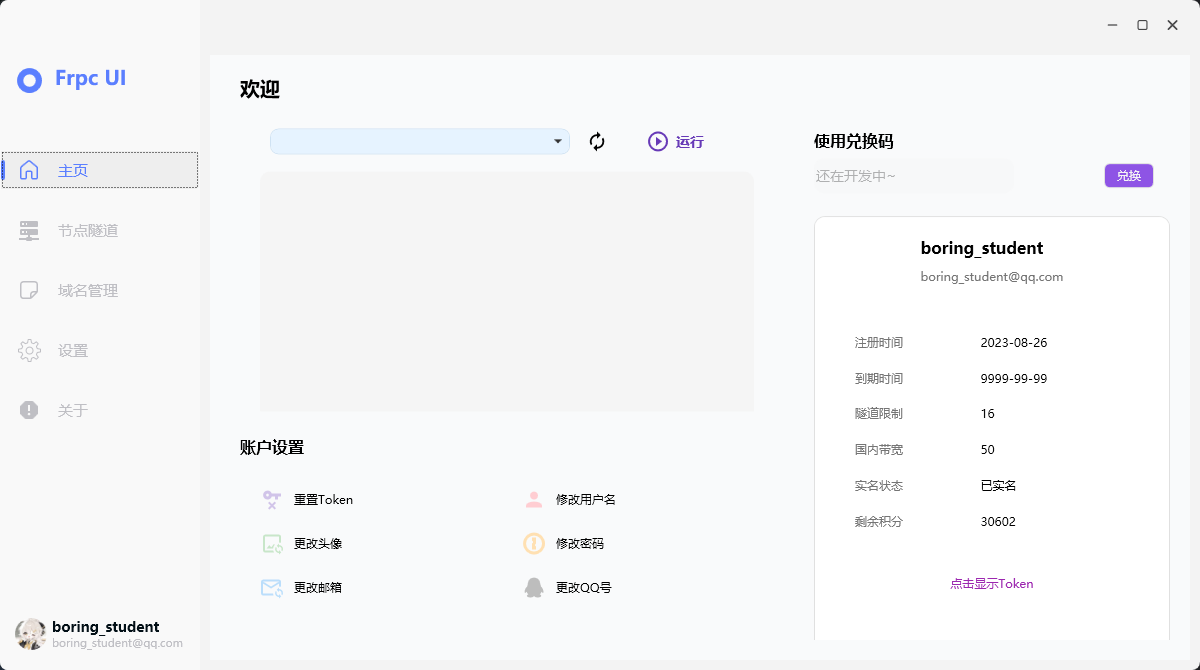 Frpc UI
主页
节点隧道
域名管理
设置
关于
boring_student
boring_student@qq.com
欢迎
运行
账户设置
重置Token
修改用户名
更改头像
修改密码
更改邮箱
更改QQ号
使用兑换码
还在开发中~
兑换
boring_student
boring_student@qq.com
注册时间 2023-08-26
到期时间 9999-99-99
隧道限制 16
国内带宽 50
实名状态 已实名
剩余积分 30602
点击显示Token